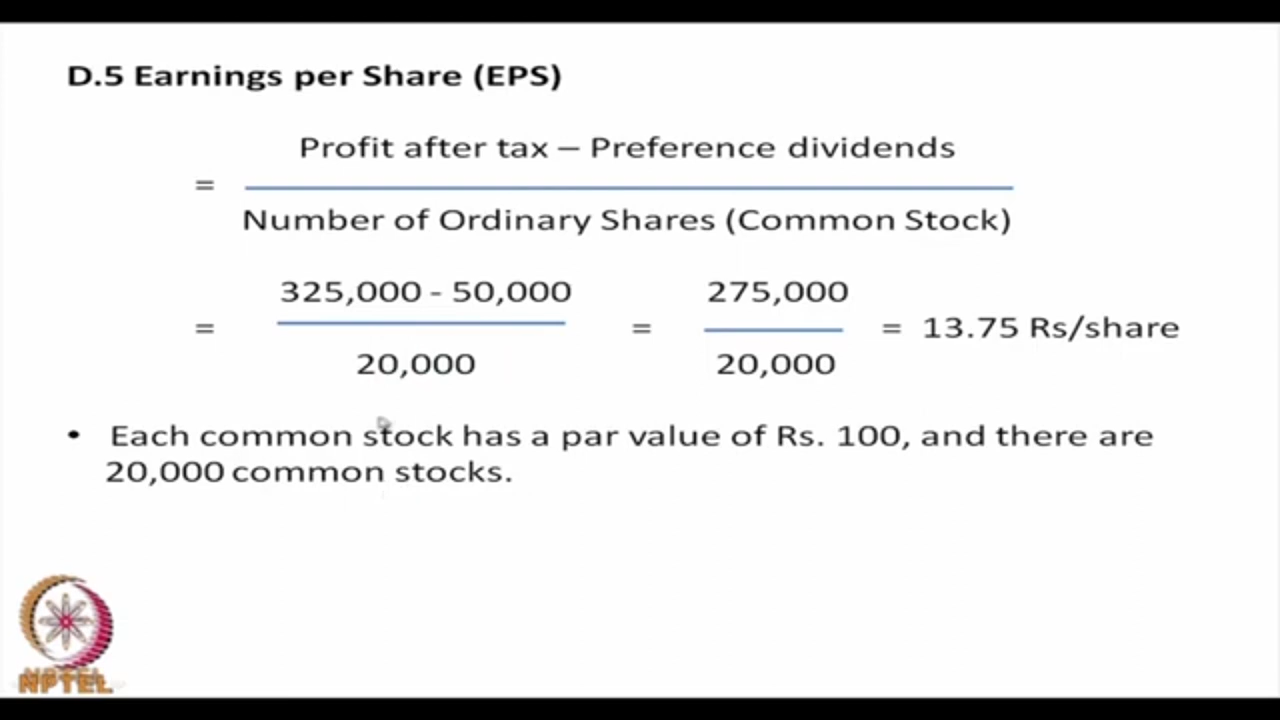 D.5 Earnings per Share (EPS)
Profit after tax – Preference dividends
=
Number of Ordinary Shares (Common Stock)
325,000 - 50,000 275,000
= = = 13.75 Rs/share
20,000 20,000
• Each common stock has a par value of Rs. 100, and there are
20,000 common stocks.
NPTEL